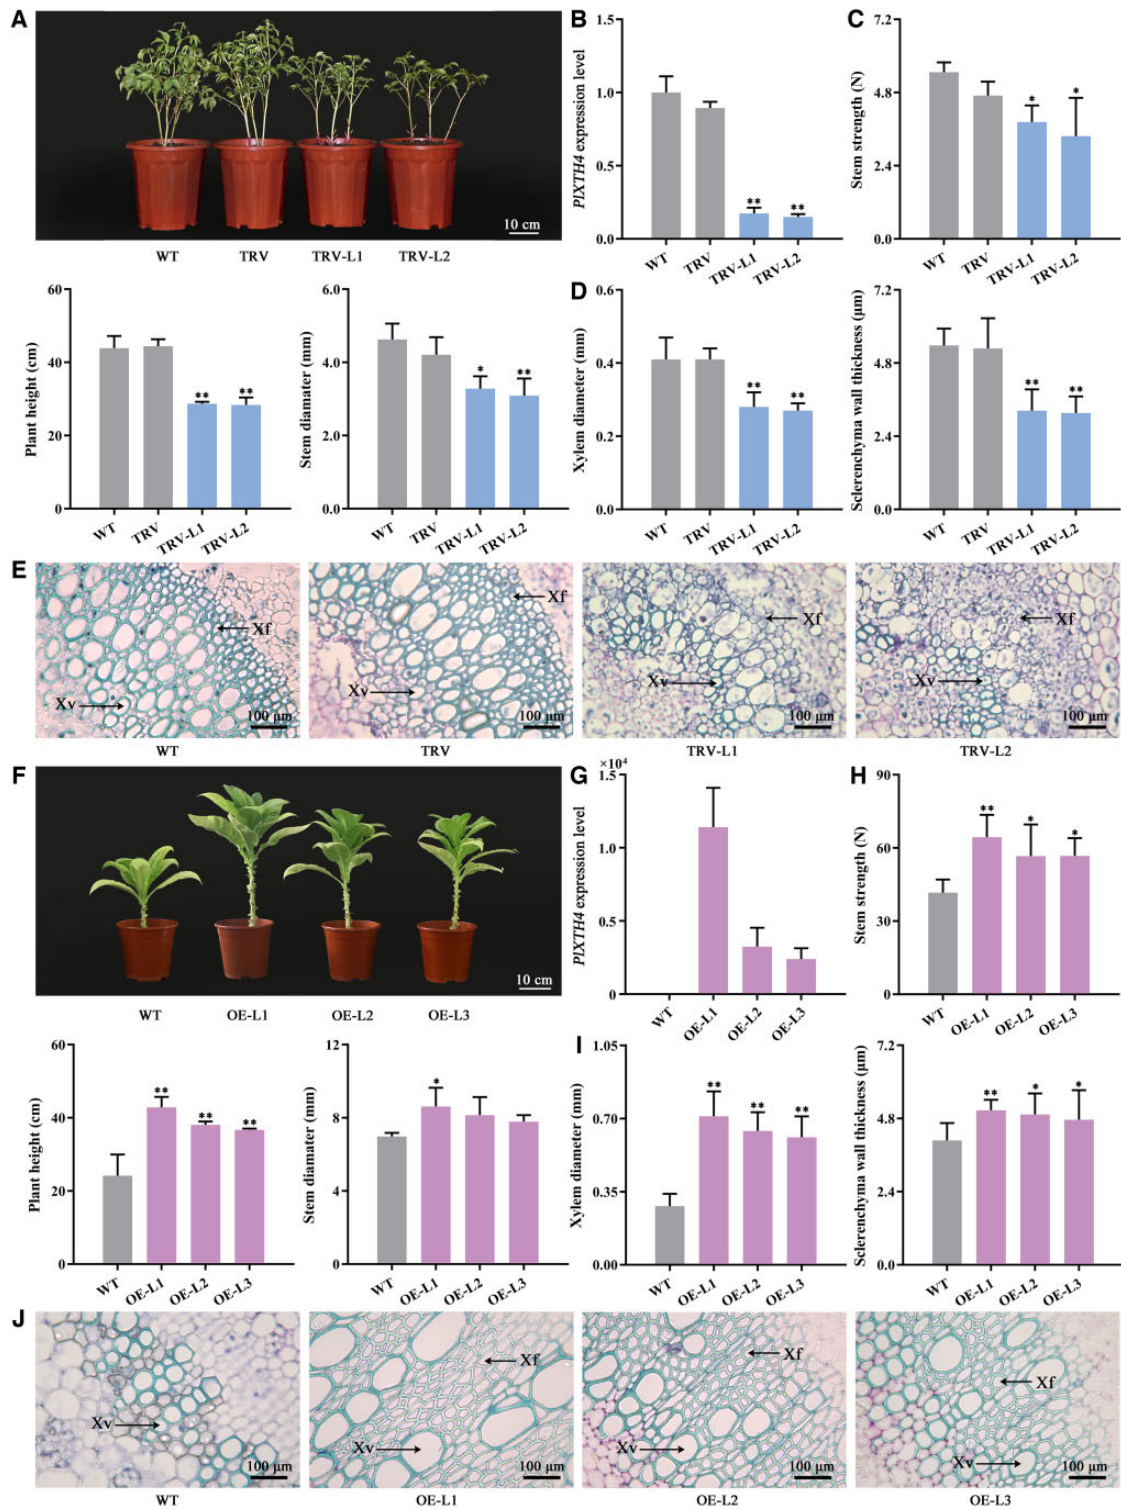 A
10 cm
WT TRV TRV-L1 TRV-L2
B
PlXTH4 expression level
1.5
1.0
0.5
0.0
WT TRV TRV-L1 TRV-L2
** **
C
Stem strength (N)
7.2
4.8
2.4
0.0
WT TRV TRV-L1 TRV-L2
* *
Plant height (cm)
60
40
20
0
WT TRV TRV-L1 TRV-L2
** **
Stem diamater (mm)
6.0
4.0
2.0
0.0
WT TRV TRV-L1 TRV-L2
* **
D
Xylem diameter (mm)
0.6
0.4
0.2
0.0
WT TRV TRV-L1 TRV-L2
** **
Sclerenchyma wall thickness (μm)
7.2
4.8
2.4
0.0
WT TRV TRV-L1 TRV-L2
** **
E
Xf
Xv
100 μm
WT
Xf
Xv
100 μm
TRV
Xf
Xv
100 μm
TRV-L1
Xf
Xv
100 μm
TRV-L2
F
10 cm
WT OE-L1 OE-L2 OE-L3
G
×10⁴
PlXTH4 expression level
1.5
1.0
0.5
0
WT OE-L1 OE-L2 OE-L3
H
Stem strength (N)
90
60
30
0
WT OE-L1 OE-L2 OE-L3
** * *
Plant height (cm)
60
40
20
0
WT OE-L1 OE-L2 OE-L3
** ** **
Stem diamater (mm)
12
8
4
0
WT OE-L1 OE-L2 OE-L3
*
I
Xylem diameter (mm)
1.05
0.70
0.35
0.00
WT OE-L1 OE-L2 OE-L3
** ** **
Sclerenchyma wall thickness (μm)
7.2
4.8
2.4
0.0
WT OE-L1 OE-L2 OE-L3
** * *
J
Xv
100 μm
WT
Xf
Xv
100 μm
OE-L1
Xf
Xv
100 μm
OE-L2
Xf
Xv
100 μm
OE-L3